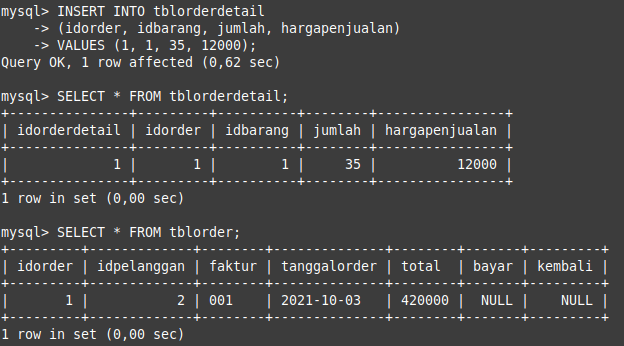 mysql> INSERT INTO tblorderdetail
    -> (idorder, idbarang, jumlah, hargapenjualan)
    -> VALUES (1, 1, 35, 12000);
Query OK, 1 row affected (0,62 sec)

mysql> SELECT * FROM tblorderdetail;
+---------------+---------+----------+--------+----------------+
| idorderdetail | idorder | idbarang | jumlah | hargapenjualan |
+---------------+---------+----------+--------+----------------+
|             1 |       1 |        1 |     35 |          12000 |
+---------------+---------+----------+--------+----------------+
1 row in set (0,00 sec)

mysql> SELECT * FROM tblorder;
+---------+-------------+--------+--------------+--------+-------+---------+
| idorder | idpelanggan | faktur | tanggalorder | total  | bayar | kembali |
+---------+-------------+--------+--------------+--------+-------+---------+
|       1 |           2 | 001    | 2021-10-03   | 420000 |  NULL |    NULL |
+---------+-------------+--------+--------------+--------+-------+---------+
1 row in set (0,00 sec)